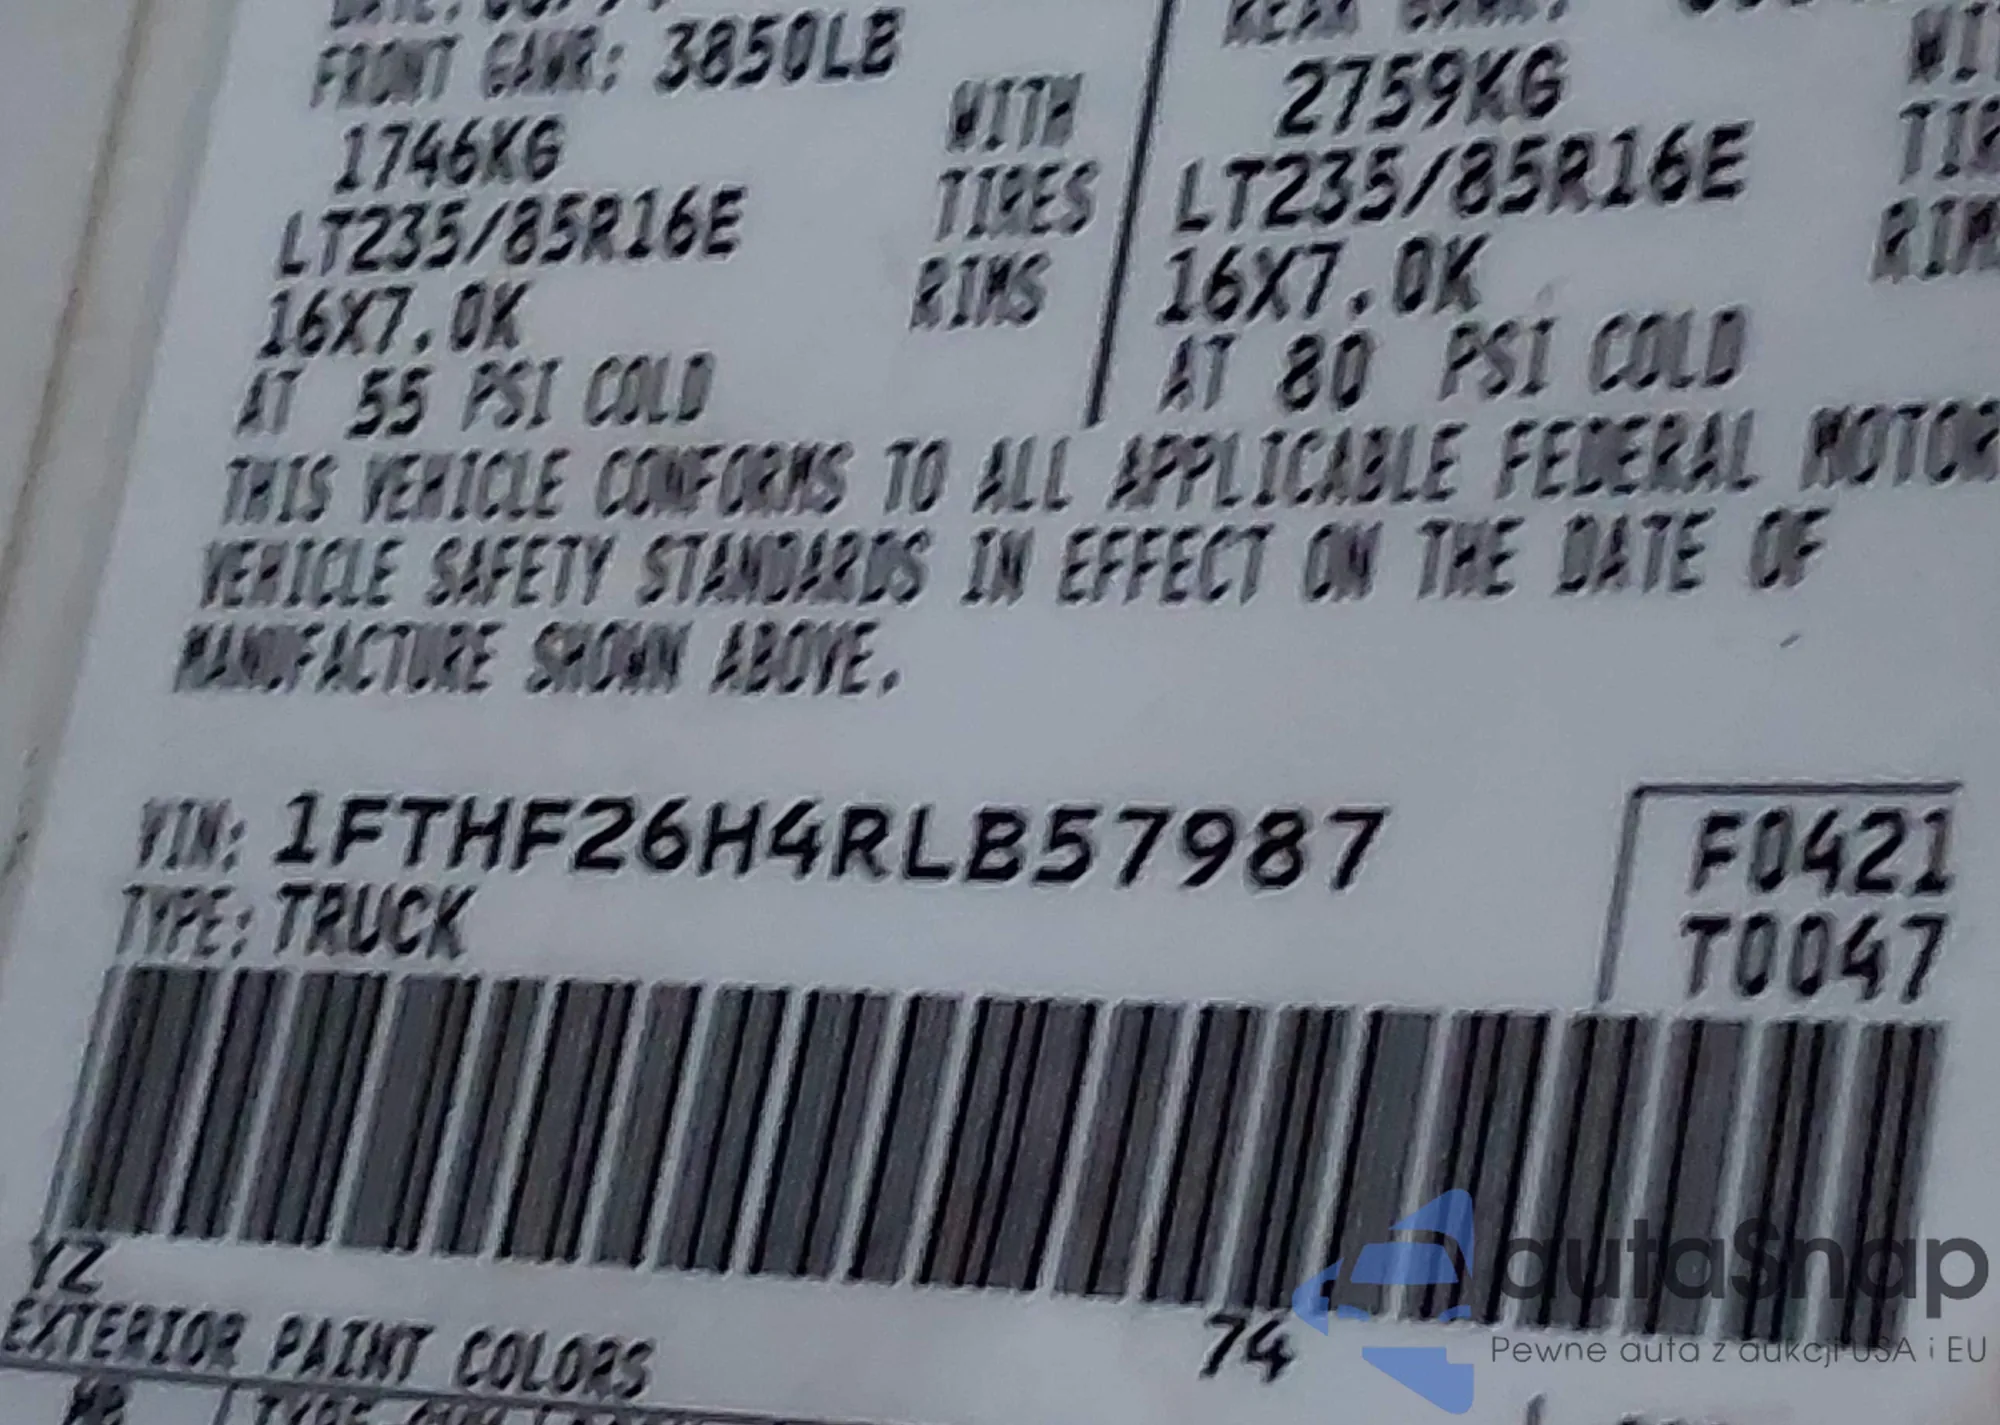 FRONT GAWR: 3850LB
1746KG
WITH
LT235/85R16E
TIRES
16X7.0K
RIMS
AT 55 PSI COLD
2759KG
LT235/85R16E
16X7.0K
AT 80 PSI COLD
THIS VEHICLE CONFORMS TO ALL APPLICABLE FEDERAL MOTOR
VEHICLE SAFETY STANDARDS IN EFFECT ON THE DATE OF
MANUFACTURE SHOWN ABOVE.
VIN: 1FTHF26H4RLB57987
F0421
TYPE: TRUCK
T0047
YZ
EXTERIOR PAINT COLORS
74
autaSnap
Pewne auta z aukcji USA i EU